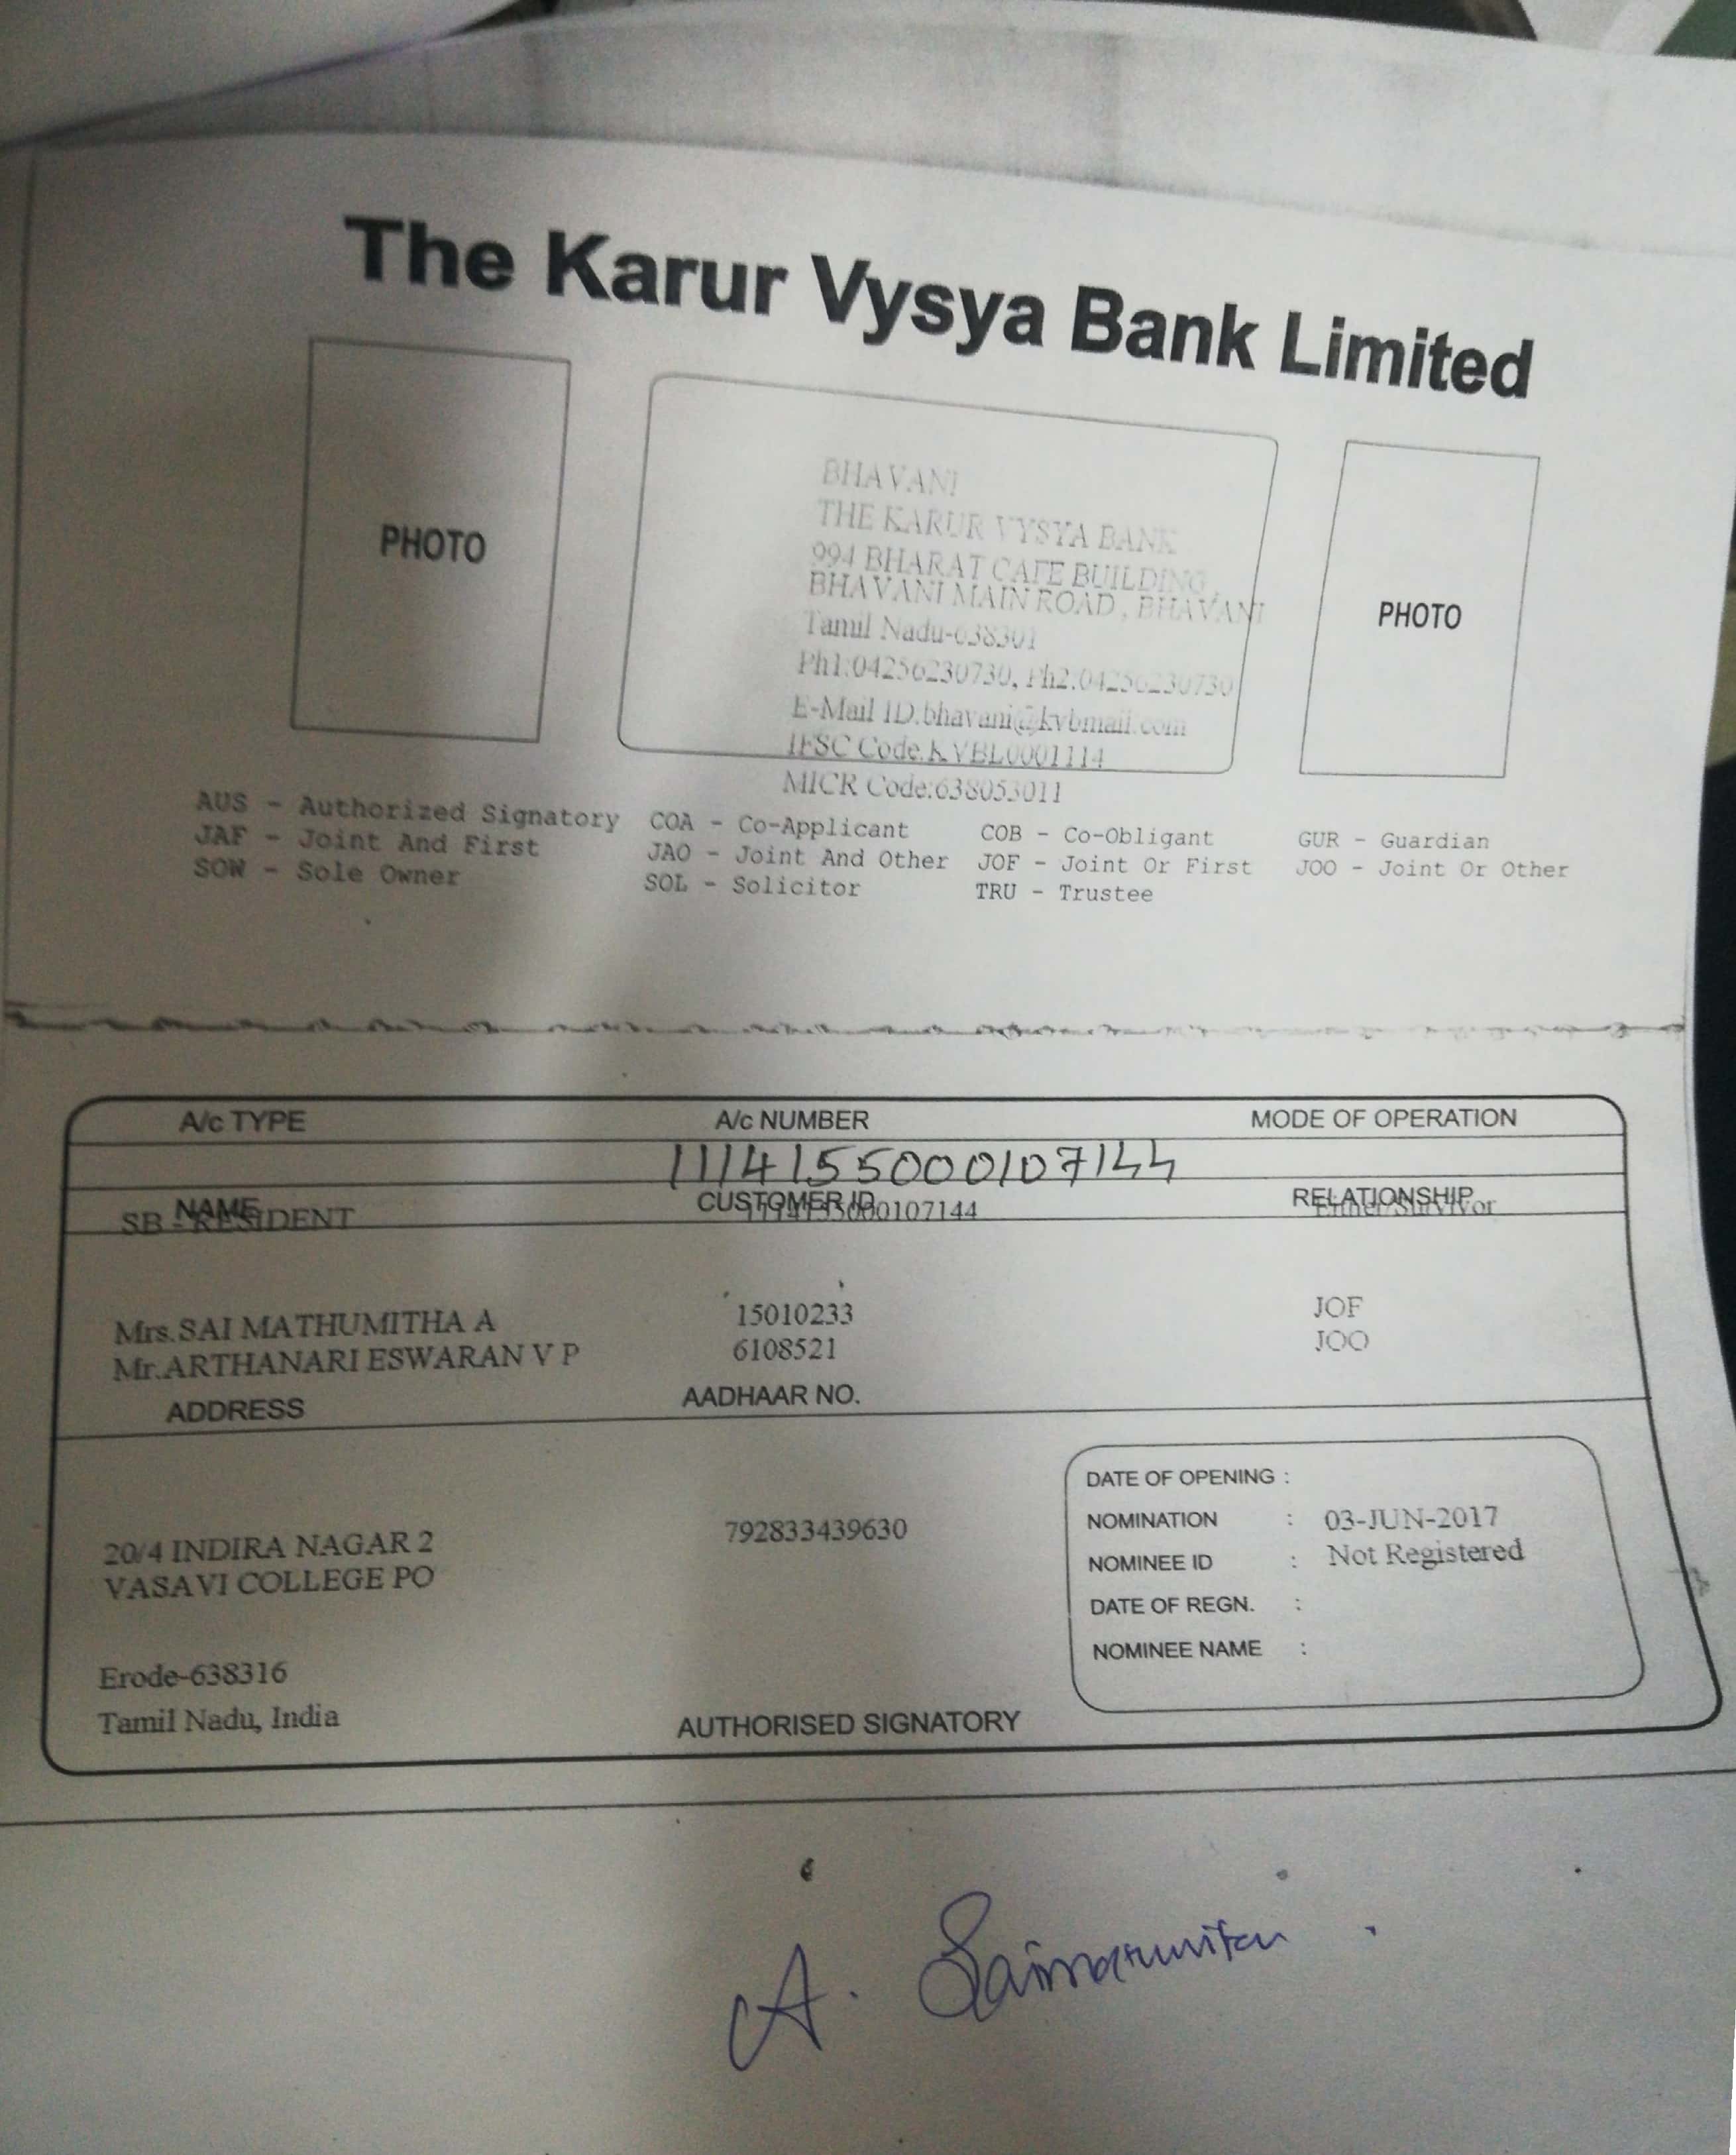 The Karur Vysya Bank Limited
PHOTO
BHAVANI
THE KARUR VYSYA BANK
994 BHARAT CAFE BUILDING,
BHAVANI MAIN ROAD, BHAVANI
Tamil Nadu-638301
Ph1:04256230730, Ph2:04256230730
E-Mail ID:bhavani@kvbmail.com
IFSC Code:KVBL0001114
MICR Code:638053011
PHOTO
AUS - Authorized Signatory COA - Co-Applicant COB - Co-Obligant GUR - Guardian
JAF - Joint And First JAO - Joint And Other JOF - Joint Or First JOO - Joint Or Other
SOW - Sole Owner SOL - Solicitor TRU - Trustee
A/c TYPE A/c NUMBER MODE OF OPERATION
1114155000107144
NAME CUSTOMER ID RELATIONSHIP
SB - RESIDENT 1114155000107144 Either/Survivor
Mrs.SAI MATHUMITHA A 15010233 JOF
Mr.ARTHANARI ESWARAN V P 6108521 JOO
ADDRESS AADHAAR NO.
20/4 INDIRA NAGAR 2 792833439630
VASAVI COLLEGE PO
Erode-638316
Tamil Nadu, India
DATE OF OPENING :
NOMINATION : 03-JUN-2017
NOMINEE ID : Not Registered
DATE OF REGN. :
NOMINEE NAME :
AUTHORISED SIGNATORY
A.